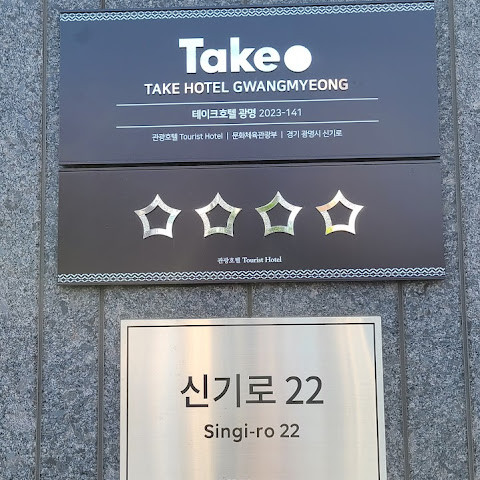 Take
TAKE HOTEL GWANGMYEONG
테이크호텔 광명 2023-141
관광호텔 Tourist Hotel | 문화체육관광부 | 경기 광명시 신기로
관광호텔 Tourist Hotel
신기로 22
Singi-ro 22